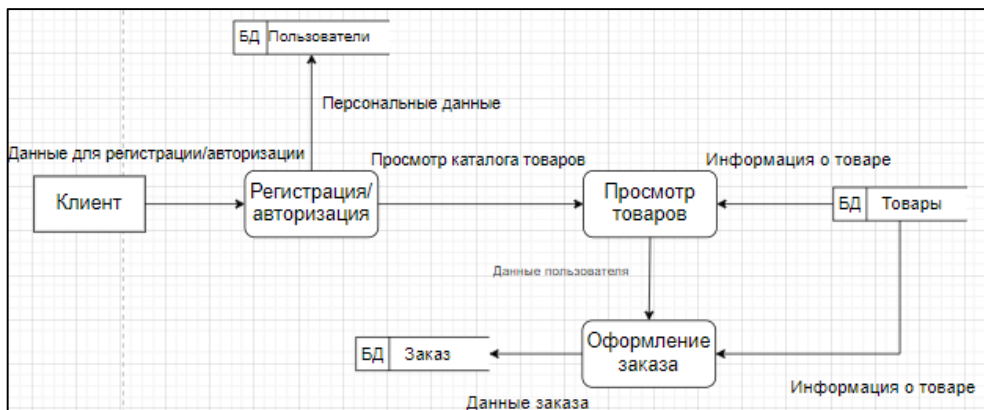 БД Пользователи
Персональные данные
Данные для регистрации/авторизации
Просмотр каталога товаров
Информация о товаре
Клиент
Регистрация/
авторизация
Просмотр
товаров
БД Товары
Данные пользователя
БД Заказ
Оформление
заказа
Информация о товаре
Данные заказа